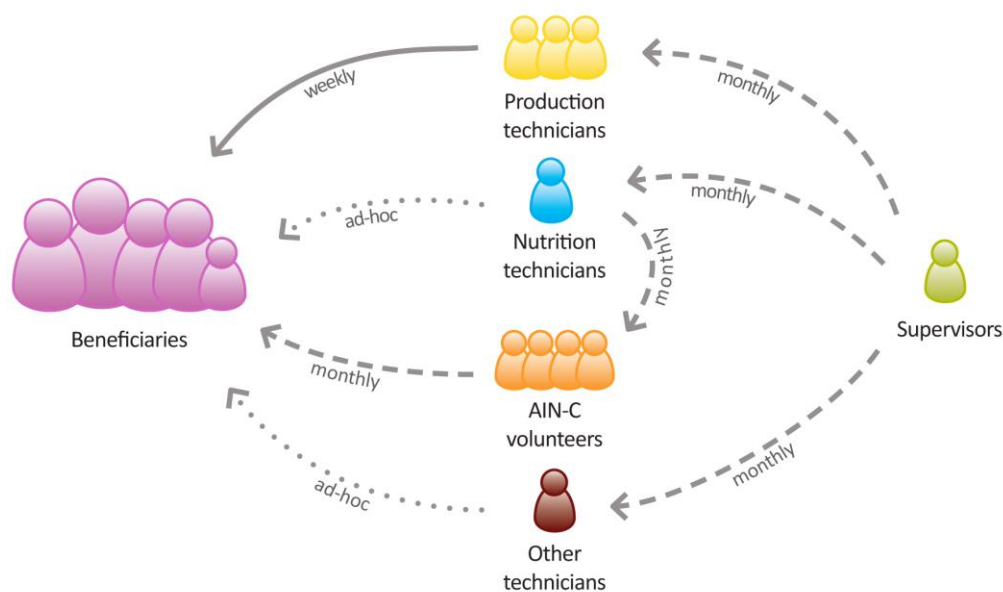 weekly
Production
technicians
monthly
ad-hoc
Nutrition
technicians
monthly
monthly
Beneficiaries
Supervisors
monthly
AIN-C
volunteers
ad-hoc
monthly
Other
technicians